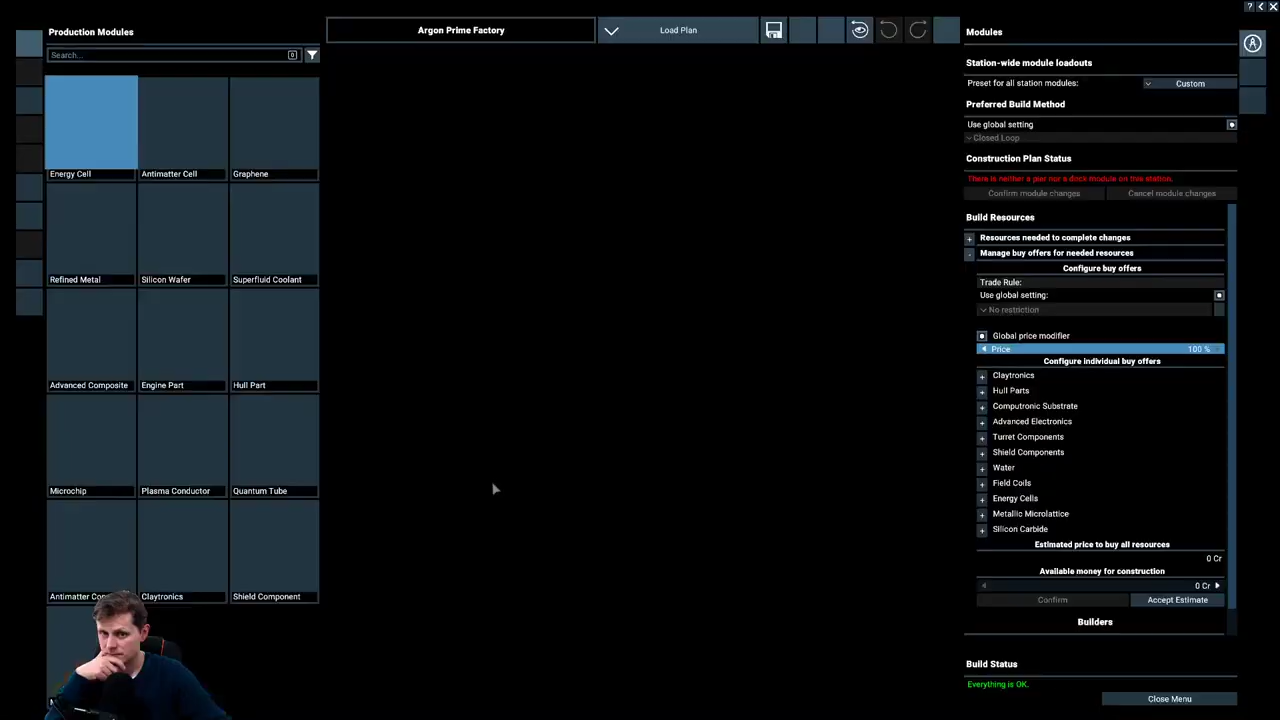 Production Modules
Search...
0
Energy Cell
Antimatter Cell
Graphene
Refined Metal
Silicon Wafer
Superfluid Coolant
Advanced Composite
Engine Part
Hull Part
Microchip
Plasma Conductor
Quantum Tube
Antimatter
Claytronics
Shield Component
Argon Prime Factory
Load Plan
?
Modules
Station-wide module loadouts
Preset for all station modules:
Custom
Preferred Build Method
Use global setting
Closed Loop
Construction Plan Status
There is neither a pier nor a dock module on this station.
Confirm module changes
Cancel module changes
Build Resources
+ Resources needed to complete changes
- Manage buy offers for needed resources
Configure buy offers
Trade Rule:
Use global setting:
No restriction
Global price modifier
Price 100 %
Configure individual buy offers
+ Claytronics
+ Hull Parts
+ Computronic Substrate
+ Advanced Electronics
+ Turret Components
+ Shield Components
+ Water
+ Field Coils
+ Energy Cells
+ Metallic Microlattice
+ Silicon Carbide
Estimated price to buy all resources
0 Cr
Available money for construction
0 Cr
Confirm
Accept Estimate
Builders
Build Status
Everything is OK.
Close Menu